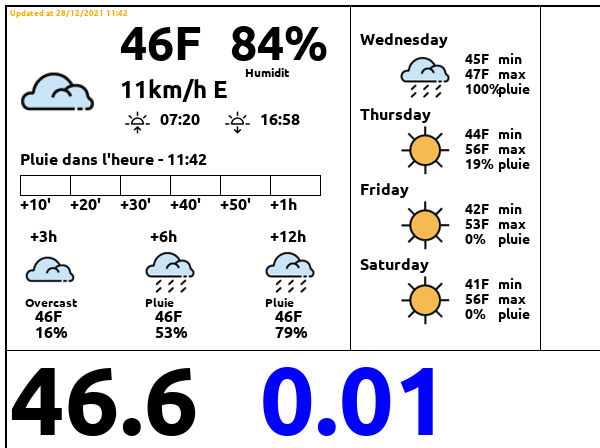 Updated at 28/12/2021 11:42
46F 84%
Humidit
11km/h E
07:20 16:58
Pluie dans l'heure - 11:42
+10' +20' +30' +40' +50' +1h
+3h +6h +12h
Overcast Pluie Pluie
46F 46F 46F
16% 53% 79%
Wednesday
45F min
47F max
100% pluie
Thursday
44F min
56F max
19% pluie
Friday
42F min
53F max
0% pluie
Saturday
41F min
56F max
0% pluie
46.6 0.01